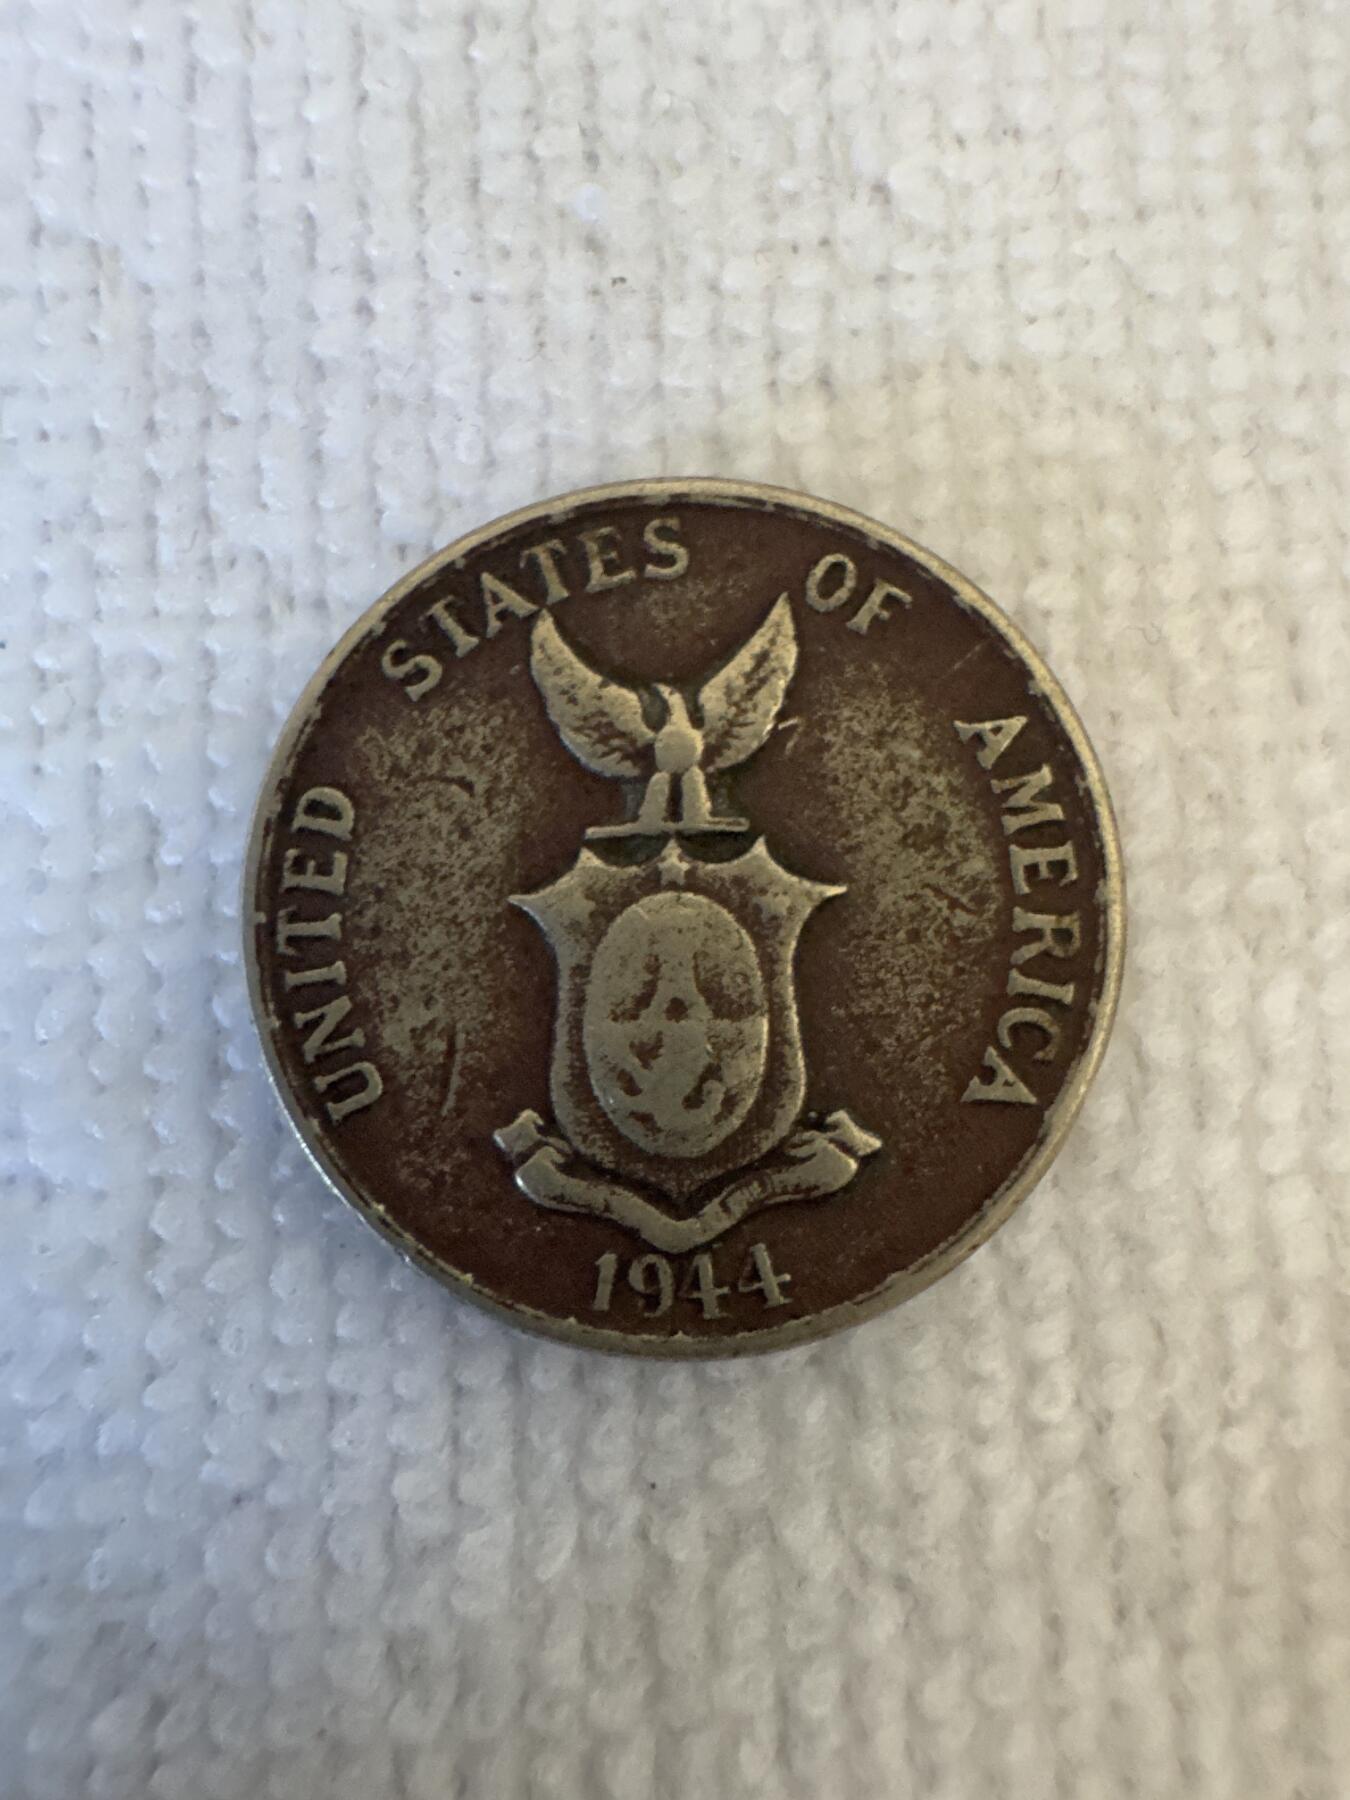 UNITED STATES OF AMERICA
1944